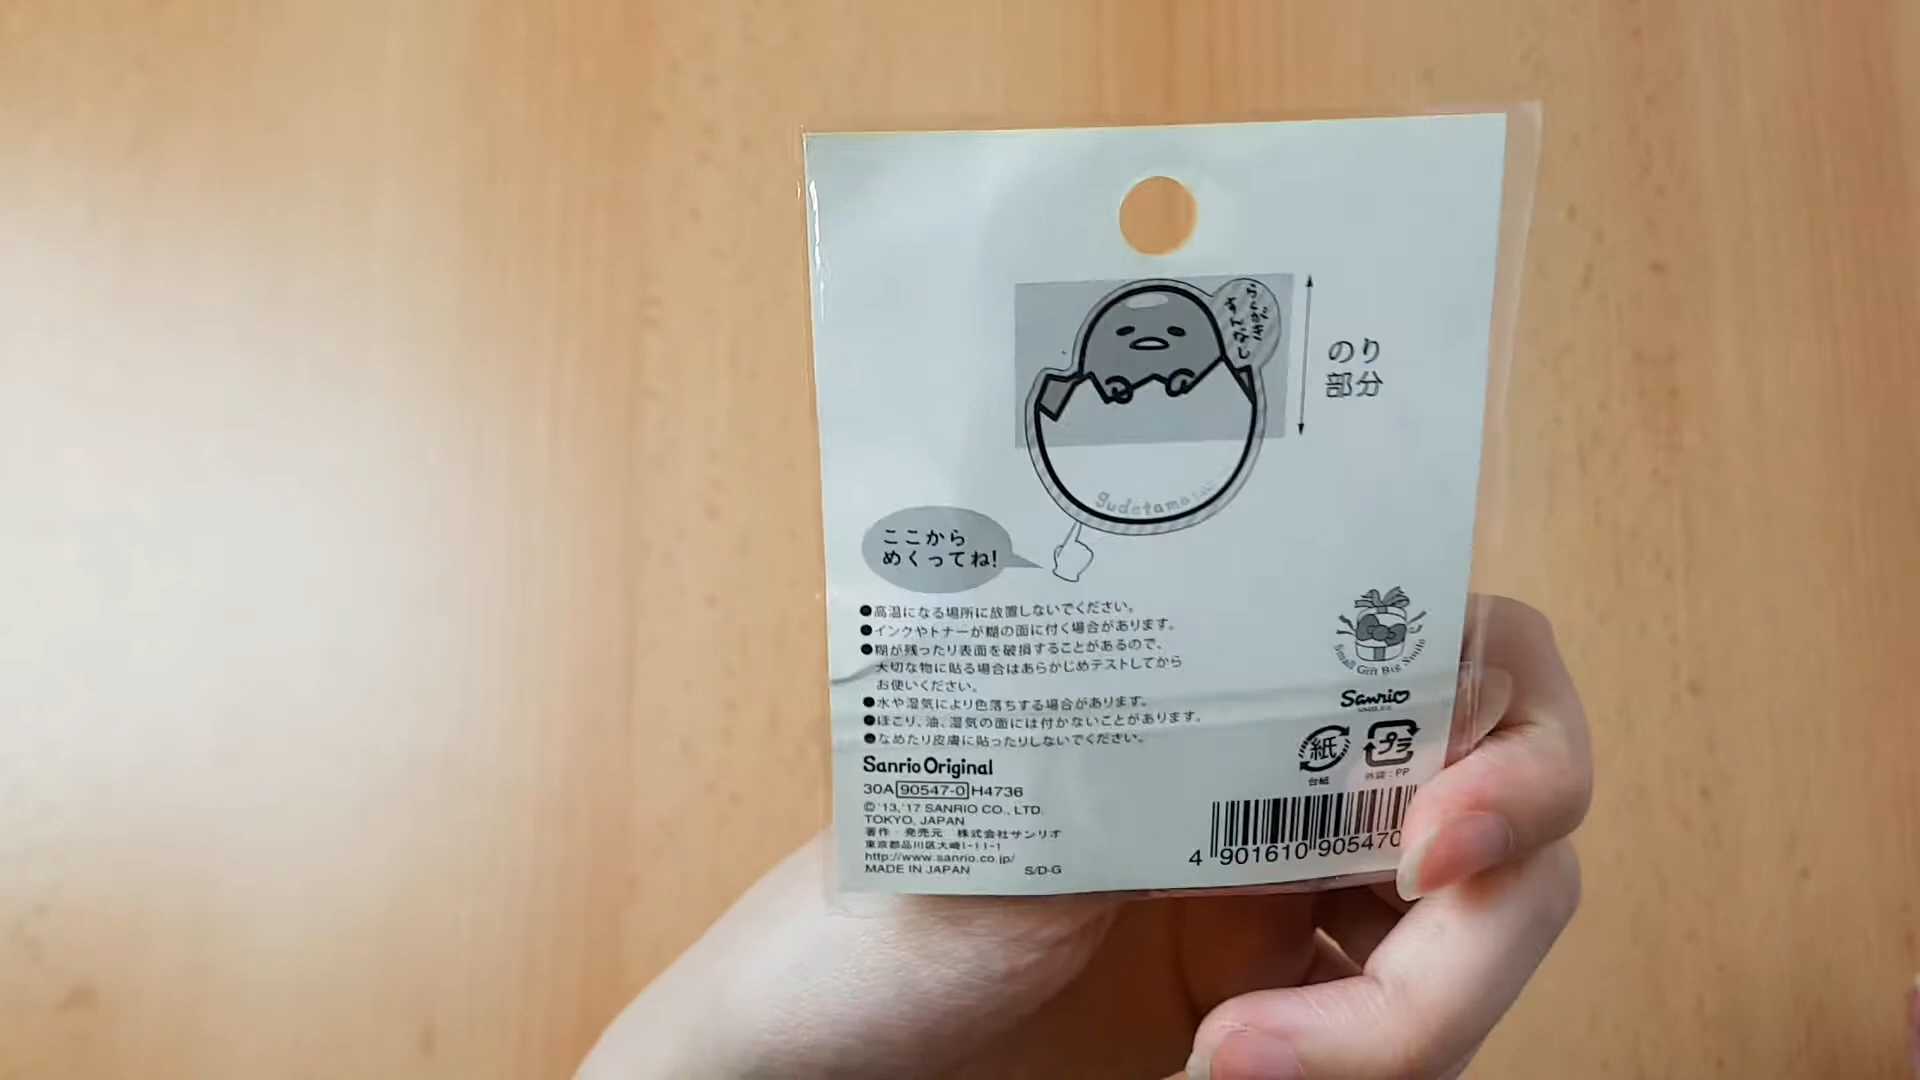 のり
部分
gudetama
ここから
めくってね!
●高温になる場所に放置しないでください。
●インクやトナーが糊の面に付く場合があります。
●糊が残ったり表面を破損することがあるので、
大切な物に貼る場合はあらかじめテストしてから
お使いください。
●水や湿気により色落ちする場合があります。
●ほこり、油、湿気の面には付かないことがあります。
●なめたり皮膚に貼ったりしないでください。
Small Gift Big Smile
Sanrio
紙
プラ
台紙
外袋:PP
Sanrio Original
30A 90547-0 H4736
©'13,'17 SANRIO CO., LTD.
TOKYO, JAPAN
著作・発売元 株式会社サンリオ
東京都品川区大崎1-11-1
http://www.sanrio.co.jp/
MADE IN JAPAN S/D-G
4 901610 905470